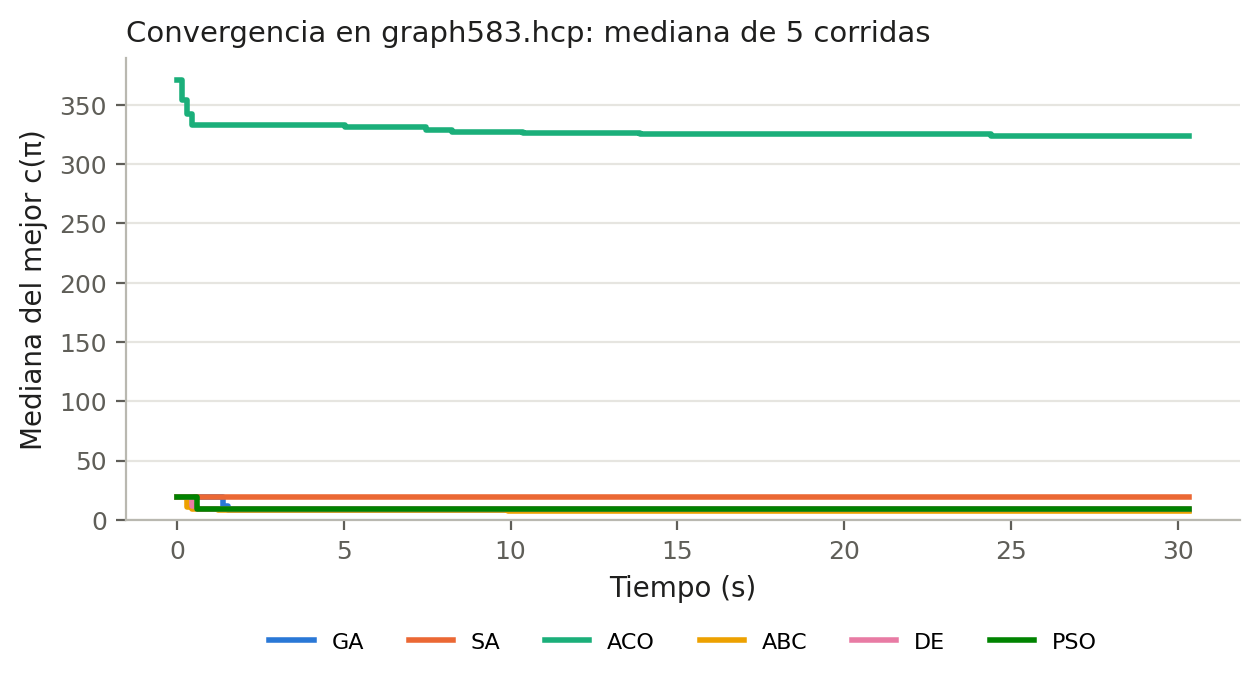 Convergencia en graph583.hcp: mediana de 5 corridas
Mediana del mejor c(π)
350
300
250
200
150
100
50
0
0 5 10 15 20 25 30
Tiempo (s)
GA SA ACO ABC DE PSO